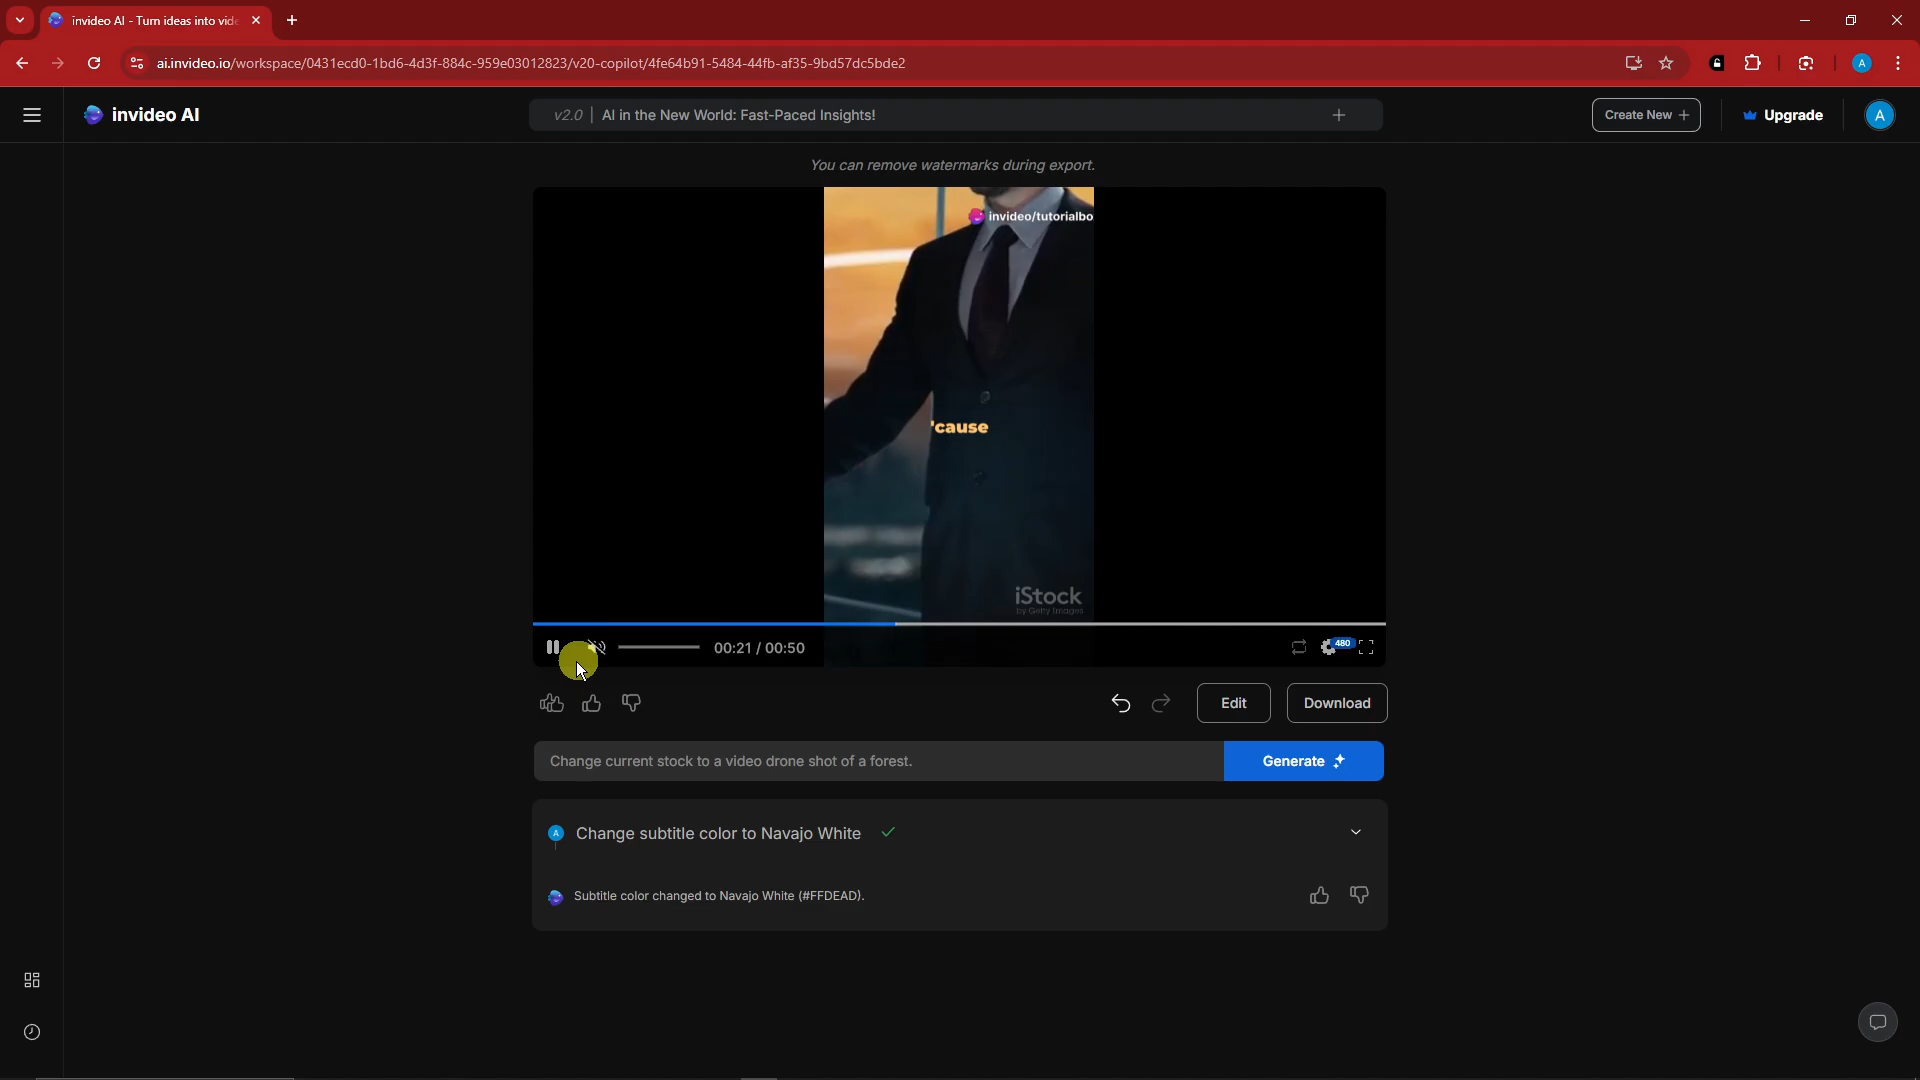 invideo AI - Turn ideas into vid
ai.invideo.io/workspace/0431ecd0-1bd6-4d3f-884c-959e03012823/v20-copilot/4fe64b91-5484-44fb-af35-9bd57dc5bde2
A
invideo AI
v2.0 | AI in the New World: Fast-Paced Insights!
Create New
Upgrade
A
You can remove watermarks during export.
invideo/tutorialbo
'cause
iStock
by Getty Images
00:21 / 00:50
480
Edit
Download
Change current stock to a video drone shot of a forest.
Generate
A
Change subtitle color to Navajo White
Subtitle color changed to Navajo White (#FFDEAD).